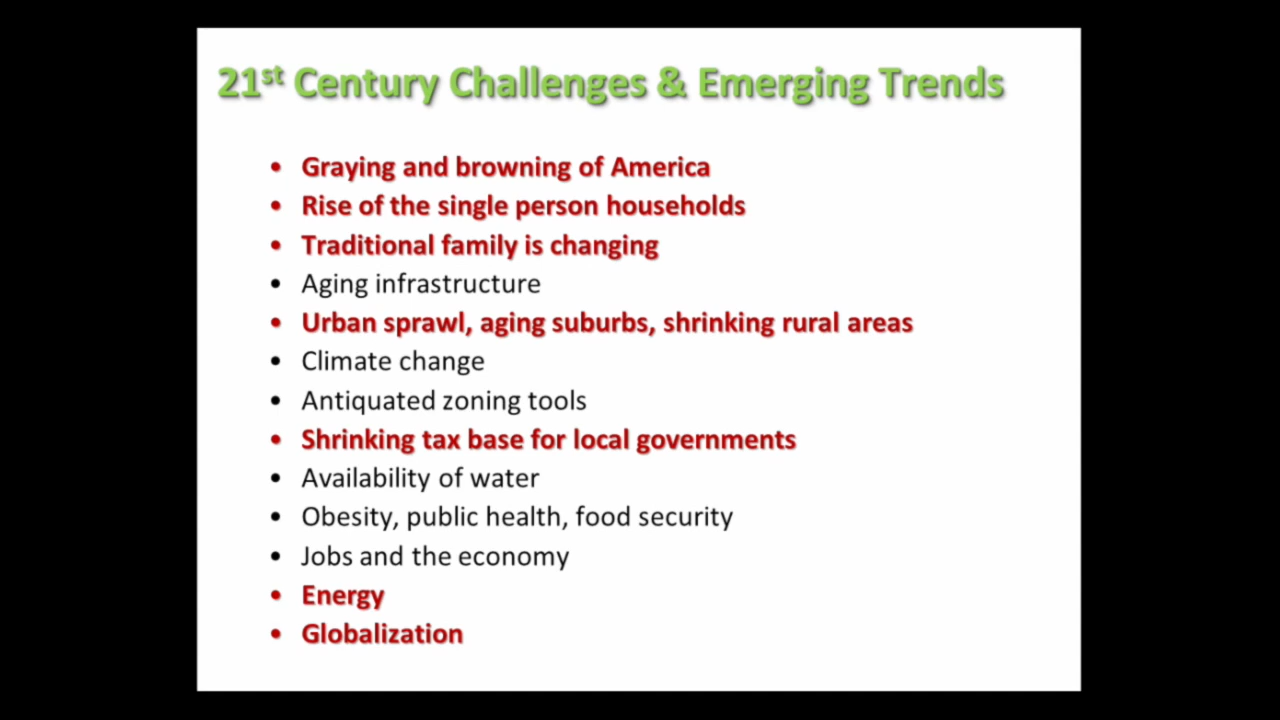 21st Century Challenges & Emerging Trends
• Graying and browning of America
• Rise of the single person households
• Traditional family is changing
• Aging infrastructure
• Urban sprawl, aging suburbs, shrinking rural areas
• Climate change
• Antiquated zoning tools
• Shrinking tax base for local governments
• Availability of water
• Obesity, public health, food security
• Jobs and the economy
• Energy
• Globalization